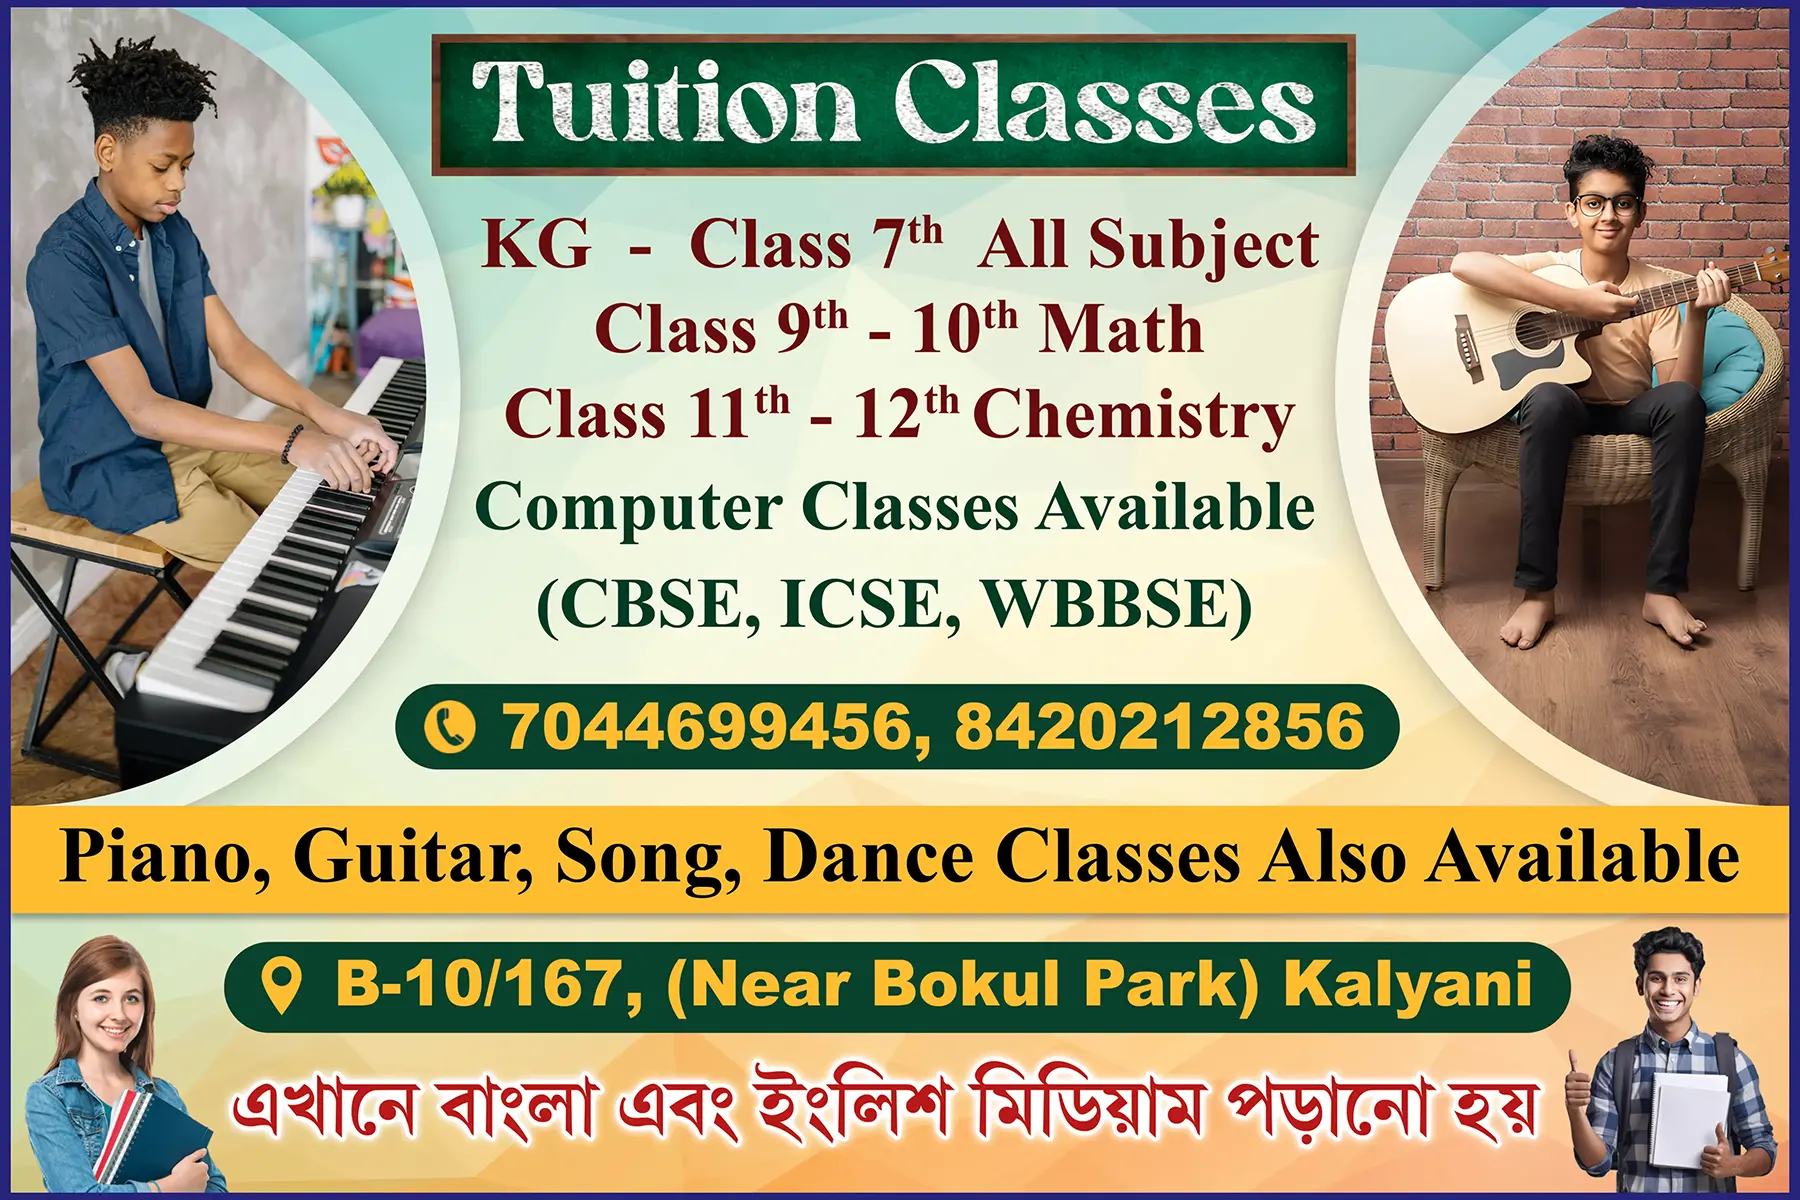 Tuition Classes
KG - Class 7th All Subject
Class 9th - 10th Math
Class 11th - 12th Chemistry
Computer Classes Available
(CBSE, ICSE, WBBSE)
7044699456, 8420212856
Piano, Guitar, Song, Dance Classes Also Available
B-10/167, (Near Bokul Park) Kalyani
এখানে বাংলা এবং ইংলিশ মিডিয়াম পড়ানো হয়